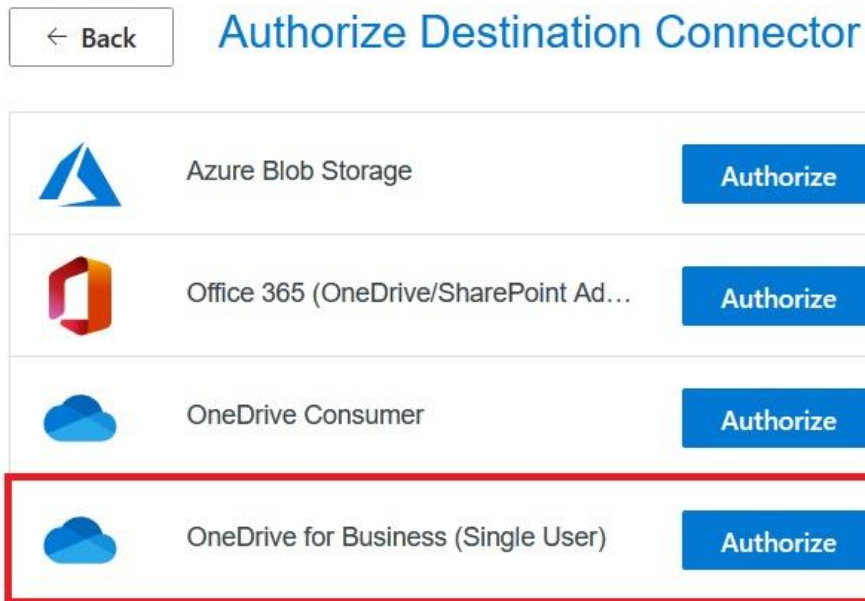 ← Back
Authorize Destination Connector
Azure Blob Storage
Authorize
Office 365 (OneDrive/SharePoint Ad...
Authorize
OneDrive Consumer
Authorize
OneDrive for Business (Single User)
Authorize